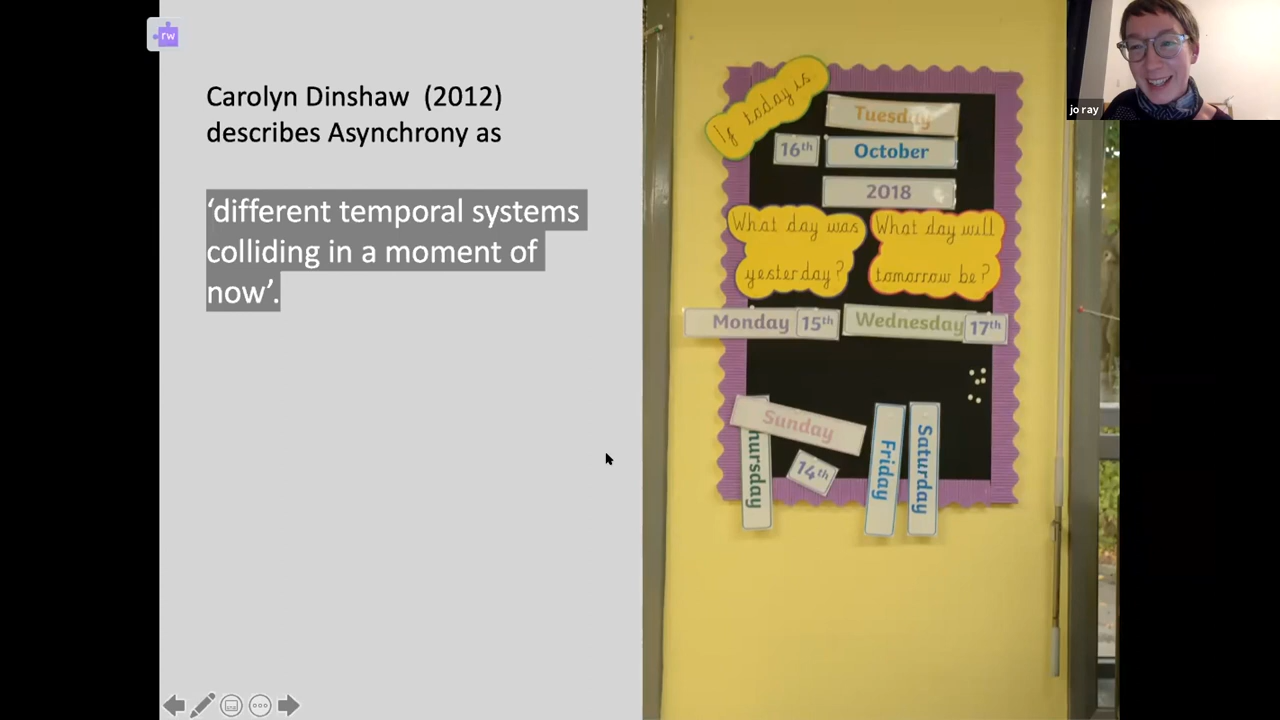 rw
Carolyn Dinshaw (2012)
describes Asynchrony as
‘different temporal systems
colliding in a moment of
now’.
If today is
Tuesday
16th October
2018
What day was
yesterday?
What day will
tomorrow be?
Monday 15th
Wednesday 17th
Sunday
14th
hursday
Friday
Saturday
jo ray